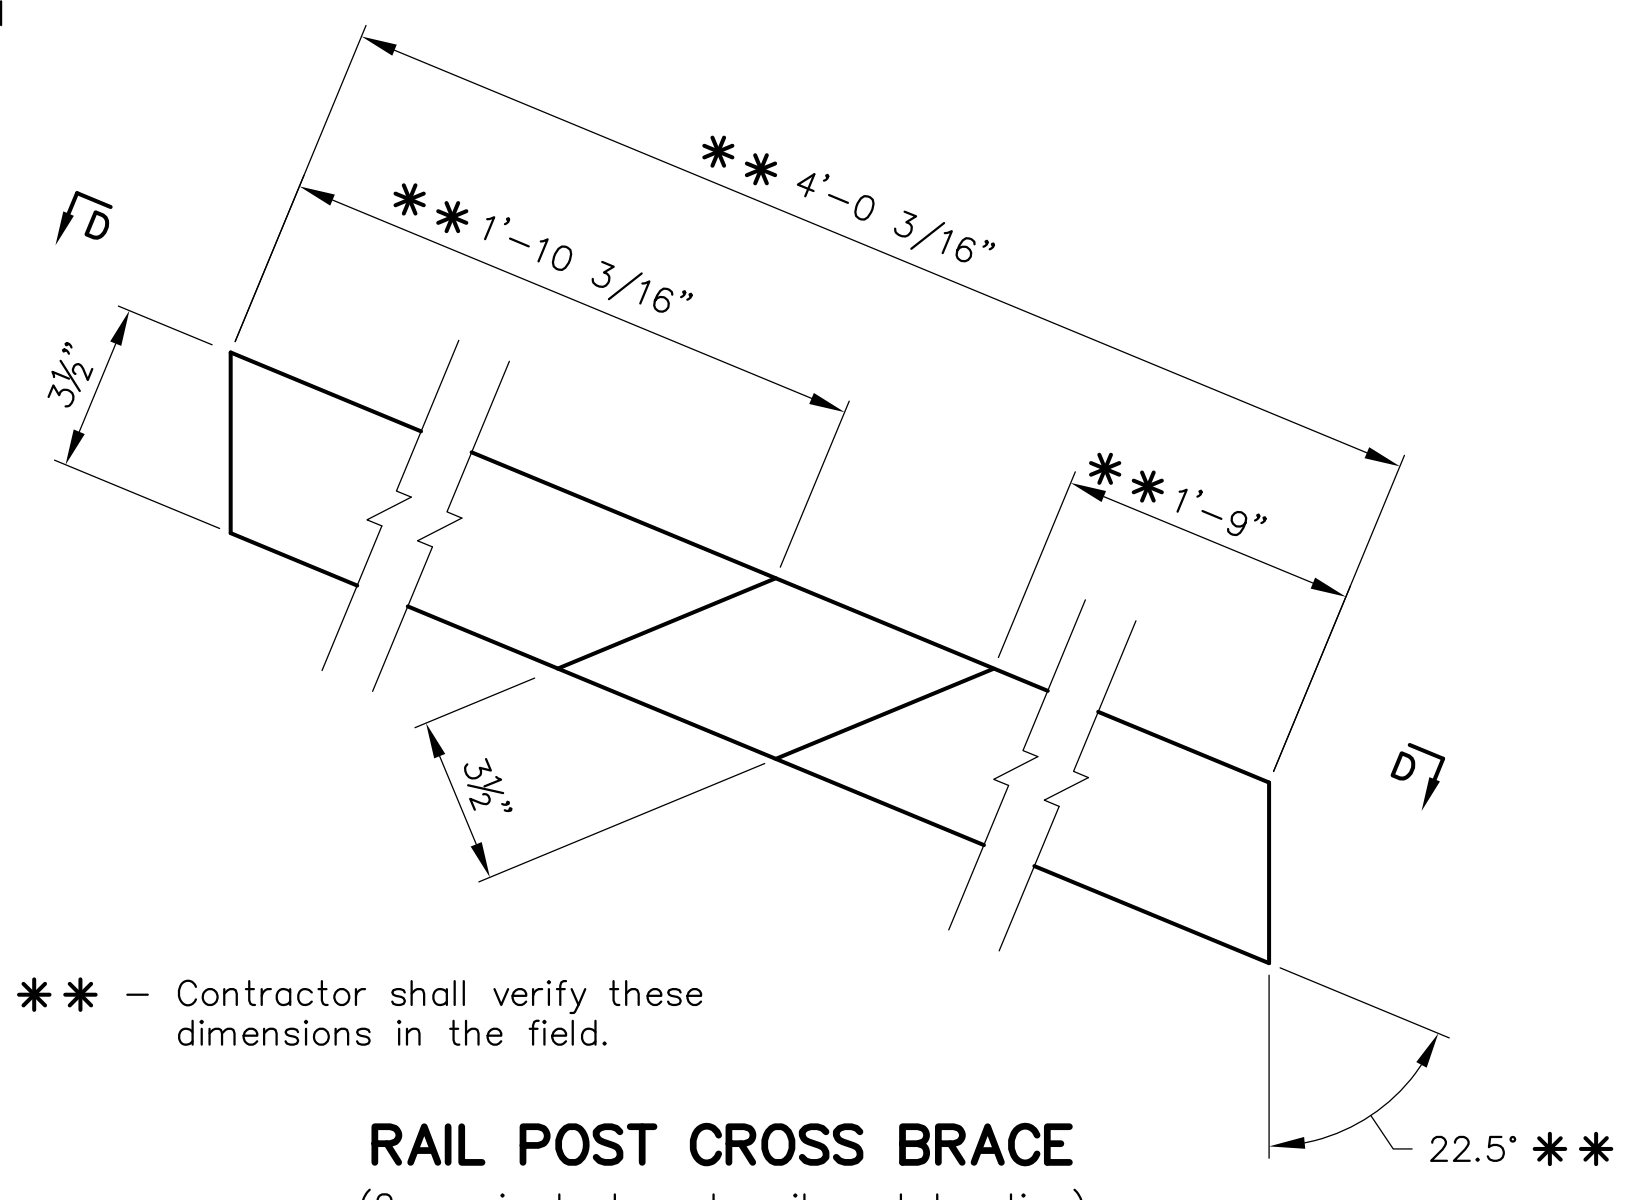 ** 4'-0 3/16"
** 1'-10 3/16"
D
3½"
** 1'-9"
D
3½"
** - Contractor shall verify these
dimensions in the field.
RAIL POST CROSS BRACE
22.5° **